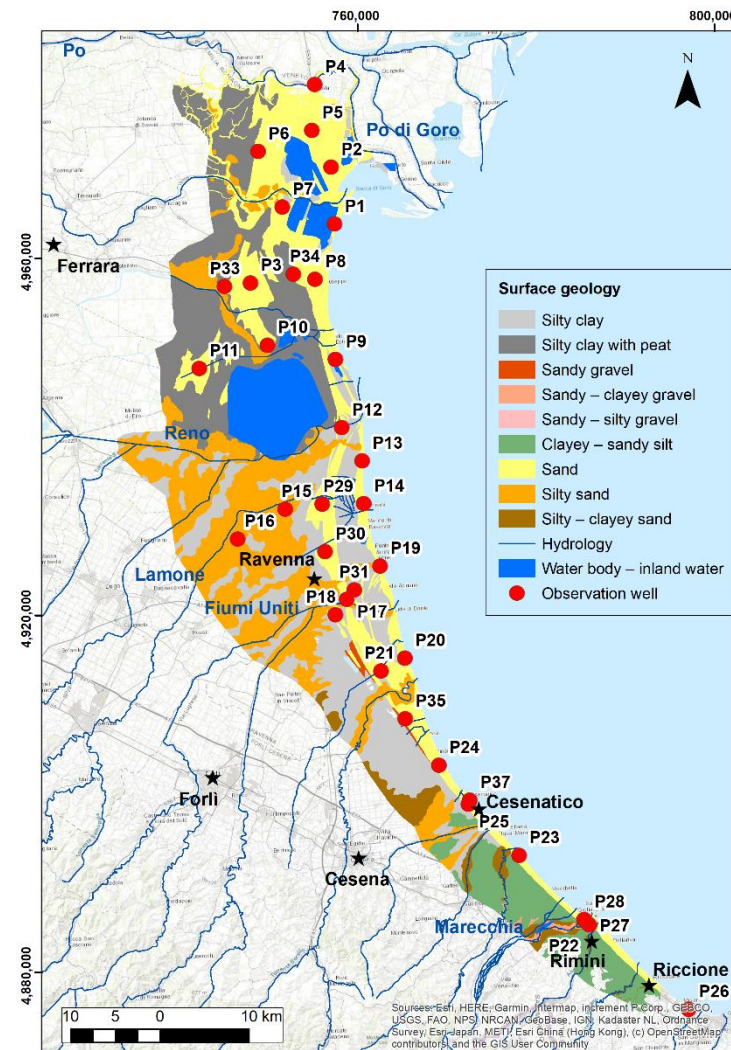 760,000
800,000
Po
N
P4
P5
Po di Goro
P6
P2
P7
P1
4,960,000
Ferrara
P34
P33
P3
P8
P10
P11
P9
Surface geology
Silty clay
Silty clay with peat
Sandy gravel
Sandy – clayey gravel
Sandy – silty gravel
Clayey – sandy silt
Sand
Silty sand
Silty – clayey sand
Hydrology
Water body – inland water
Observation well
P12
Reno
P13
P15
P29
P14
P16
P30
Ravenna
P19
Lamone
P31
P18
P17
Fiumi Uniti
4,920,000
P20
P21
P35
P24
Forlì
P37
Cesenatico
P25
P23
Cesena
P28
Marecchia
P27
P22
Rimini
Riccione
4,880,000
P26
10
5
0
10 km
Sources: Esri, HERE, Garmin, Intermap, increment P Corp., GEBCO,
USGS, FAO, NPS, NRCAN, GeoBase, IGN, Kadaster NL, Ordnance
Survey, Esri Japan, METI, Esri China (Hong Kong), (c) OpenStreetMap
contributors, and the GIS User Community